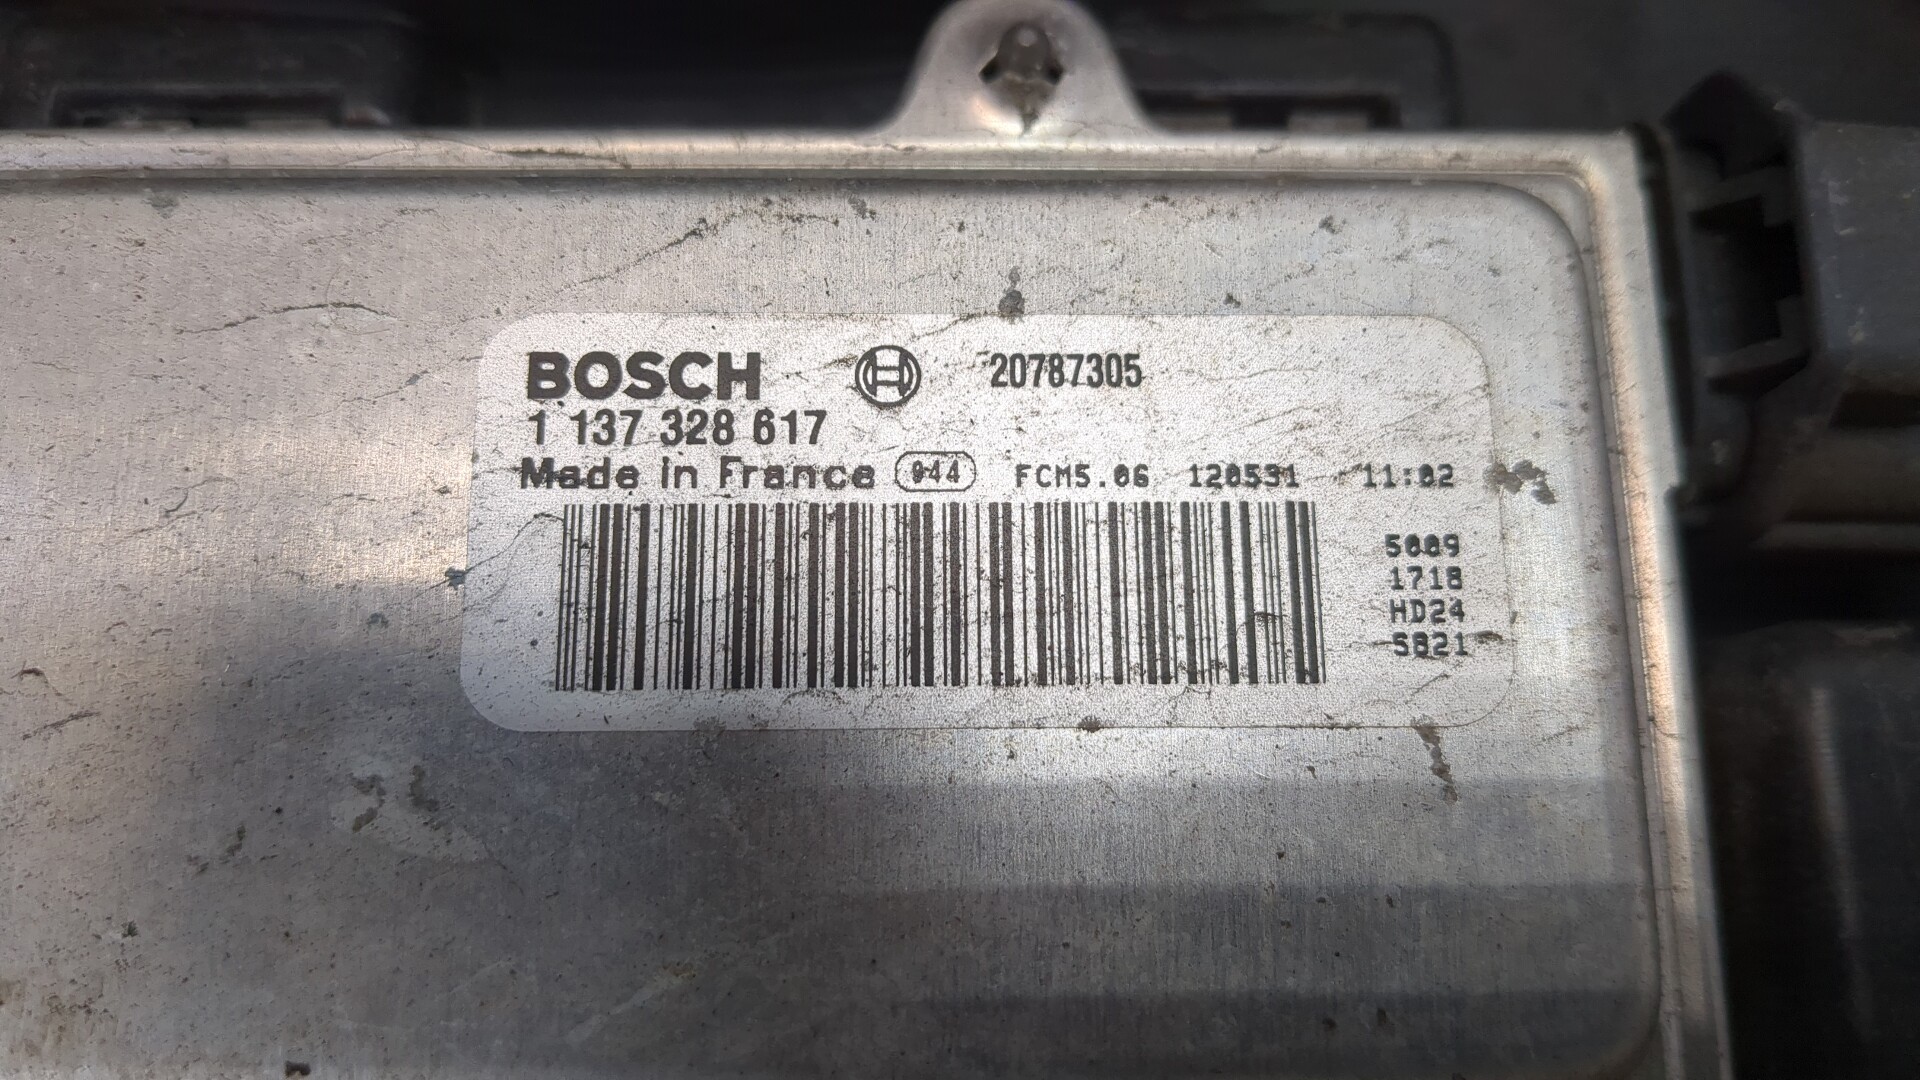 BOSCH 20787305
1 137 328 617
Made in France 944 FCM5.06 120531 11:02
5009
1718
HD24
5821